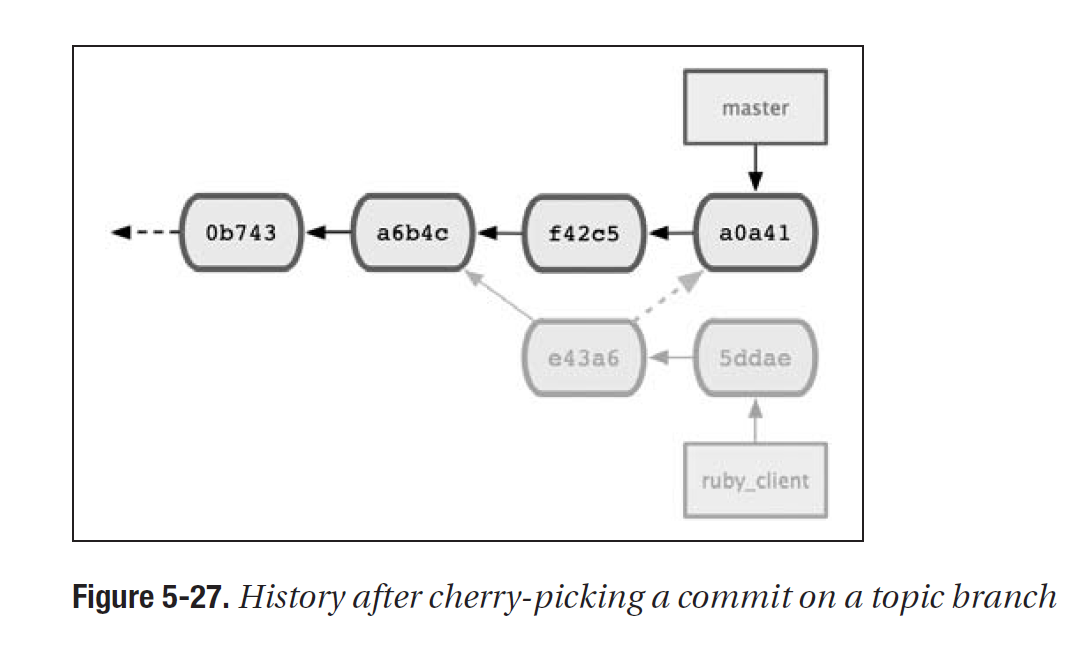 master
0b743 a6b4c f42c5 a0a41
e43a6 5ddae
ruby_client
Figure 5-27. History after cherry-picking a commit on a topic branch